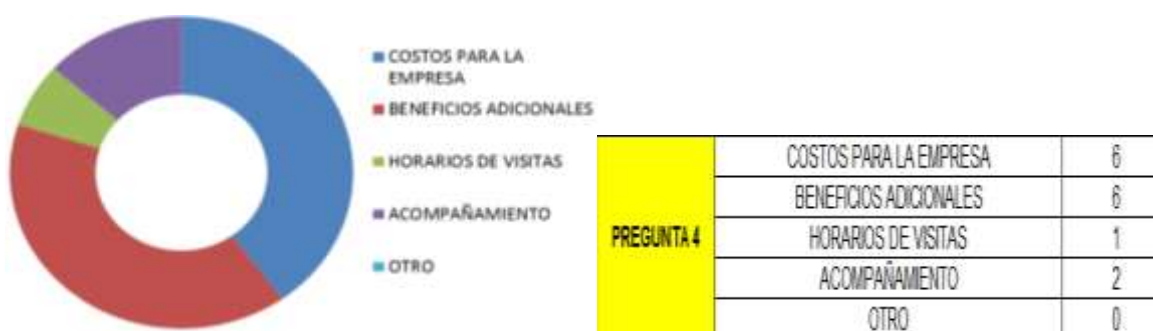 COSTOS PARA LA
EMPRESA
BENEFICIOS ADICIONALES
HORARIOS DE VISITAS
ACOMPAÑAMIENTO
OTRO
PREGUNTA 4
COSTOS PARA LA EMPRESA 6
BENEFICIOS ADICIONALES 6
HORARIOS DE VISITAS 1
ACOMPAÑAMIENTO 2
OTRO 0